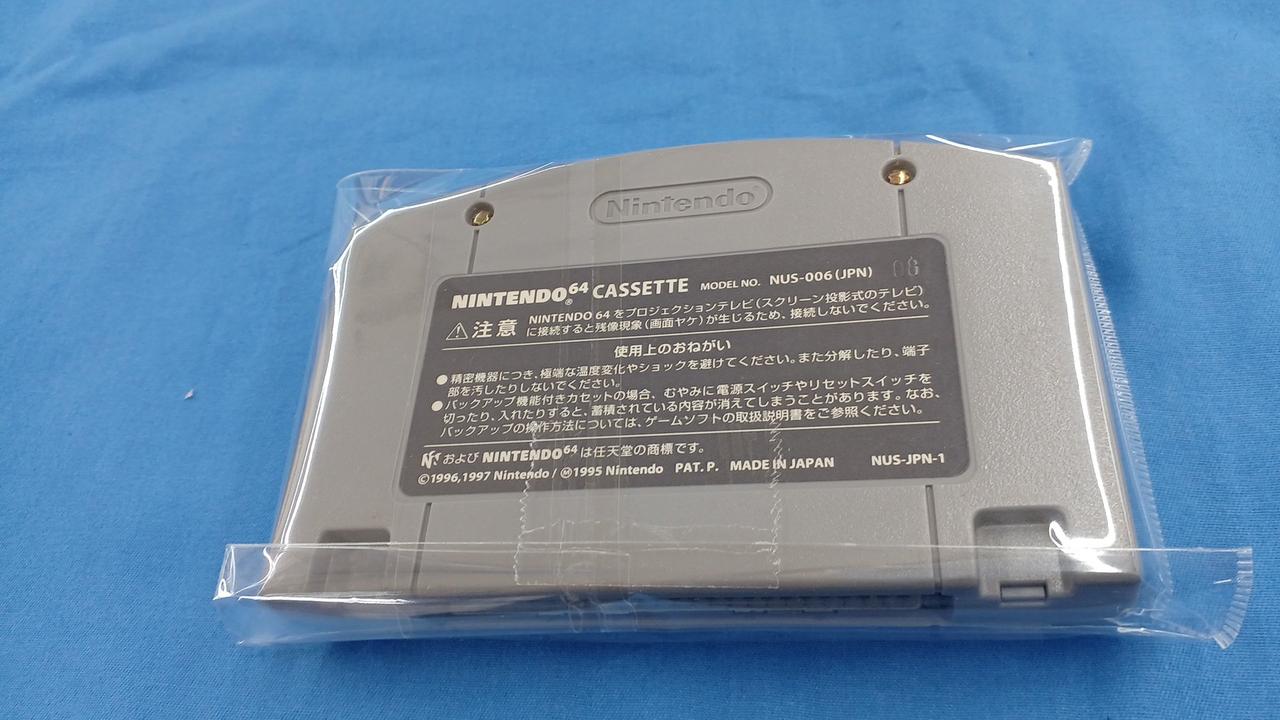 Nintendo
NINTENDO64 CASSETTE MODEL NO. NUS-006(JPN) 06
注意 NINTENDO 64 をプロジェクションテレビ(スクリーン投影式のテレビ)
に接続すると残像現象(画面ヤケ)が生じるため、接続しないでください。
使用上のおねがい
●精密機器につき、極端な温度変化やショックを避けてください。また分解したり、端子
部を汚したりしないでください。
●バックアップ機能付きカセットの場合、むやみに電源スイッチやリセットスイッチを
切ったり、入れたりすると、蓄積されている内容が消えてしまうことがあります。なお、
バックアップの操作方法については、ゲームソフトの取扱説明書をご参照ください。
および NINTENDO64 は任天堂の商標です。
©1996,1997 Nintendo / Ⓜ1995 Nintendo PAT. P. MADE IN JAPAN NUS-JPN-1